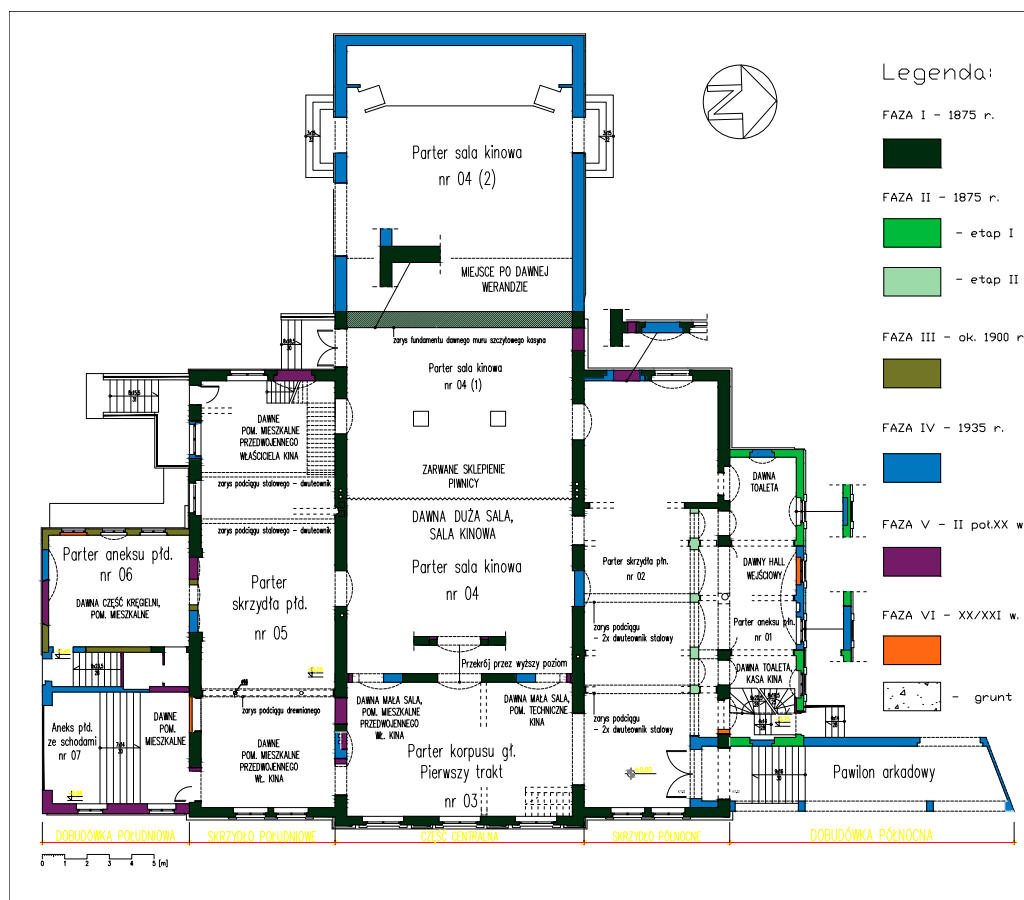 Legenda:
FAZA I - 1875 r.
FAZA II - 1875 r.
- etap I
- etap II
FAZA III - ok. 1900 r
FAZA IV - 1935 r.
FAZA V - II poł.XX w
FAZA VI - XX/XXI w.
- grunt
Parter sala kinowa
nr 04 (2)
MIEJSCE PO DAWNEJ
WERANDZIE
zarys fundamentu dawnego muru szczytowego kasyna
Parter sala kinowa
nr 04 (1)
ZARWANE SKLEPIENIE
PIWNICY
DAWNA DUŻA SALA,
SALA KINOWA
Parter sala kinowa
nr 04
Przekrój przez wyższy poziom
DAWNE
POM. MIESZKALNE
PRZEDWOJENNEGO
WŁAŚCICIELA KINA
zarys podciągu stalowego - dwuteownik
zarys podciągu stalowego - dwuteownik
Parter
skrzydła płd.
nr 05
zarys podciągu drewnianego
DAWNE
POM. MIESZKALNE
PRZEDWOJENNEGO
WŁ. KINA
Parter aneksu płd.
nr 06
DAWNA CZĘŚĆ KRĘGIELNI,
POM. MIESZKALNE
Aneks płd.
ze schodami
nr 07
DAWNE
POM.
MIESZKALNE
DAWNA MAŁA SALA,
POM. MIESZKALNE
PRZEDWOJENNEGO
WŁ. KINA
DAWNA MAŁA SALA,
POM. TECHNICZNE
KINA
Parter korpusu gł.
Pierwszy trakt
nr 03
Parter skrzydła płn.
nr 02
zarys podciągu
- 2x dwuteownik stalowy
zarys podciągu
- 2x dwuteownik stalowy
DAWNA
TOALETA
DAWNY HALL
WEJŚCIOWY
Parter aneksu płn.
nr 01
DAWNA TOALETA,
KASA KINA
Pawilon arkadowy
DOBUDÓWKA POŁUDNIOWA
SKRZYDŁO POŁUDNIOWE
CZĘŚĆ CENTRALNA
SKRZYDŁO PÓŁNOCNE
DOBUDÓWKA PÓŁNOCNA
0 1 2 3 4 5 [m]